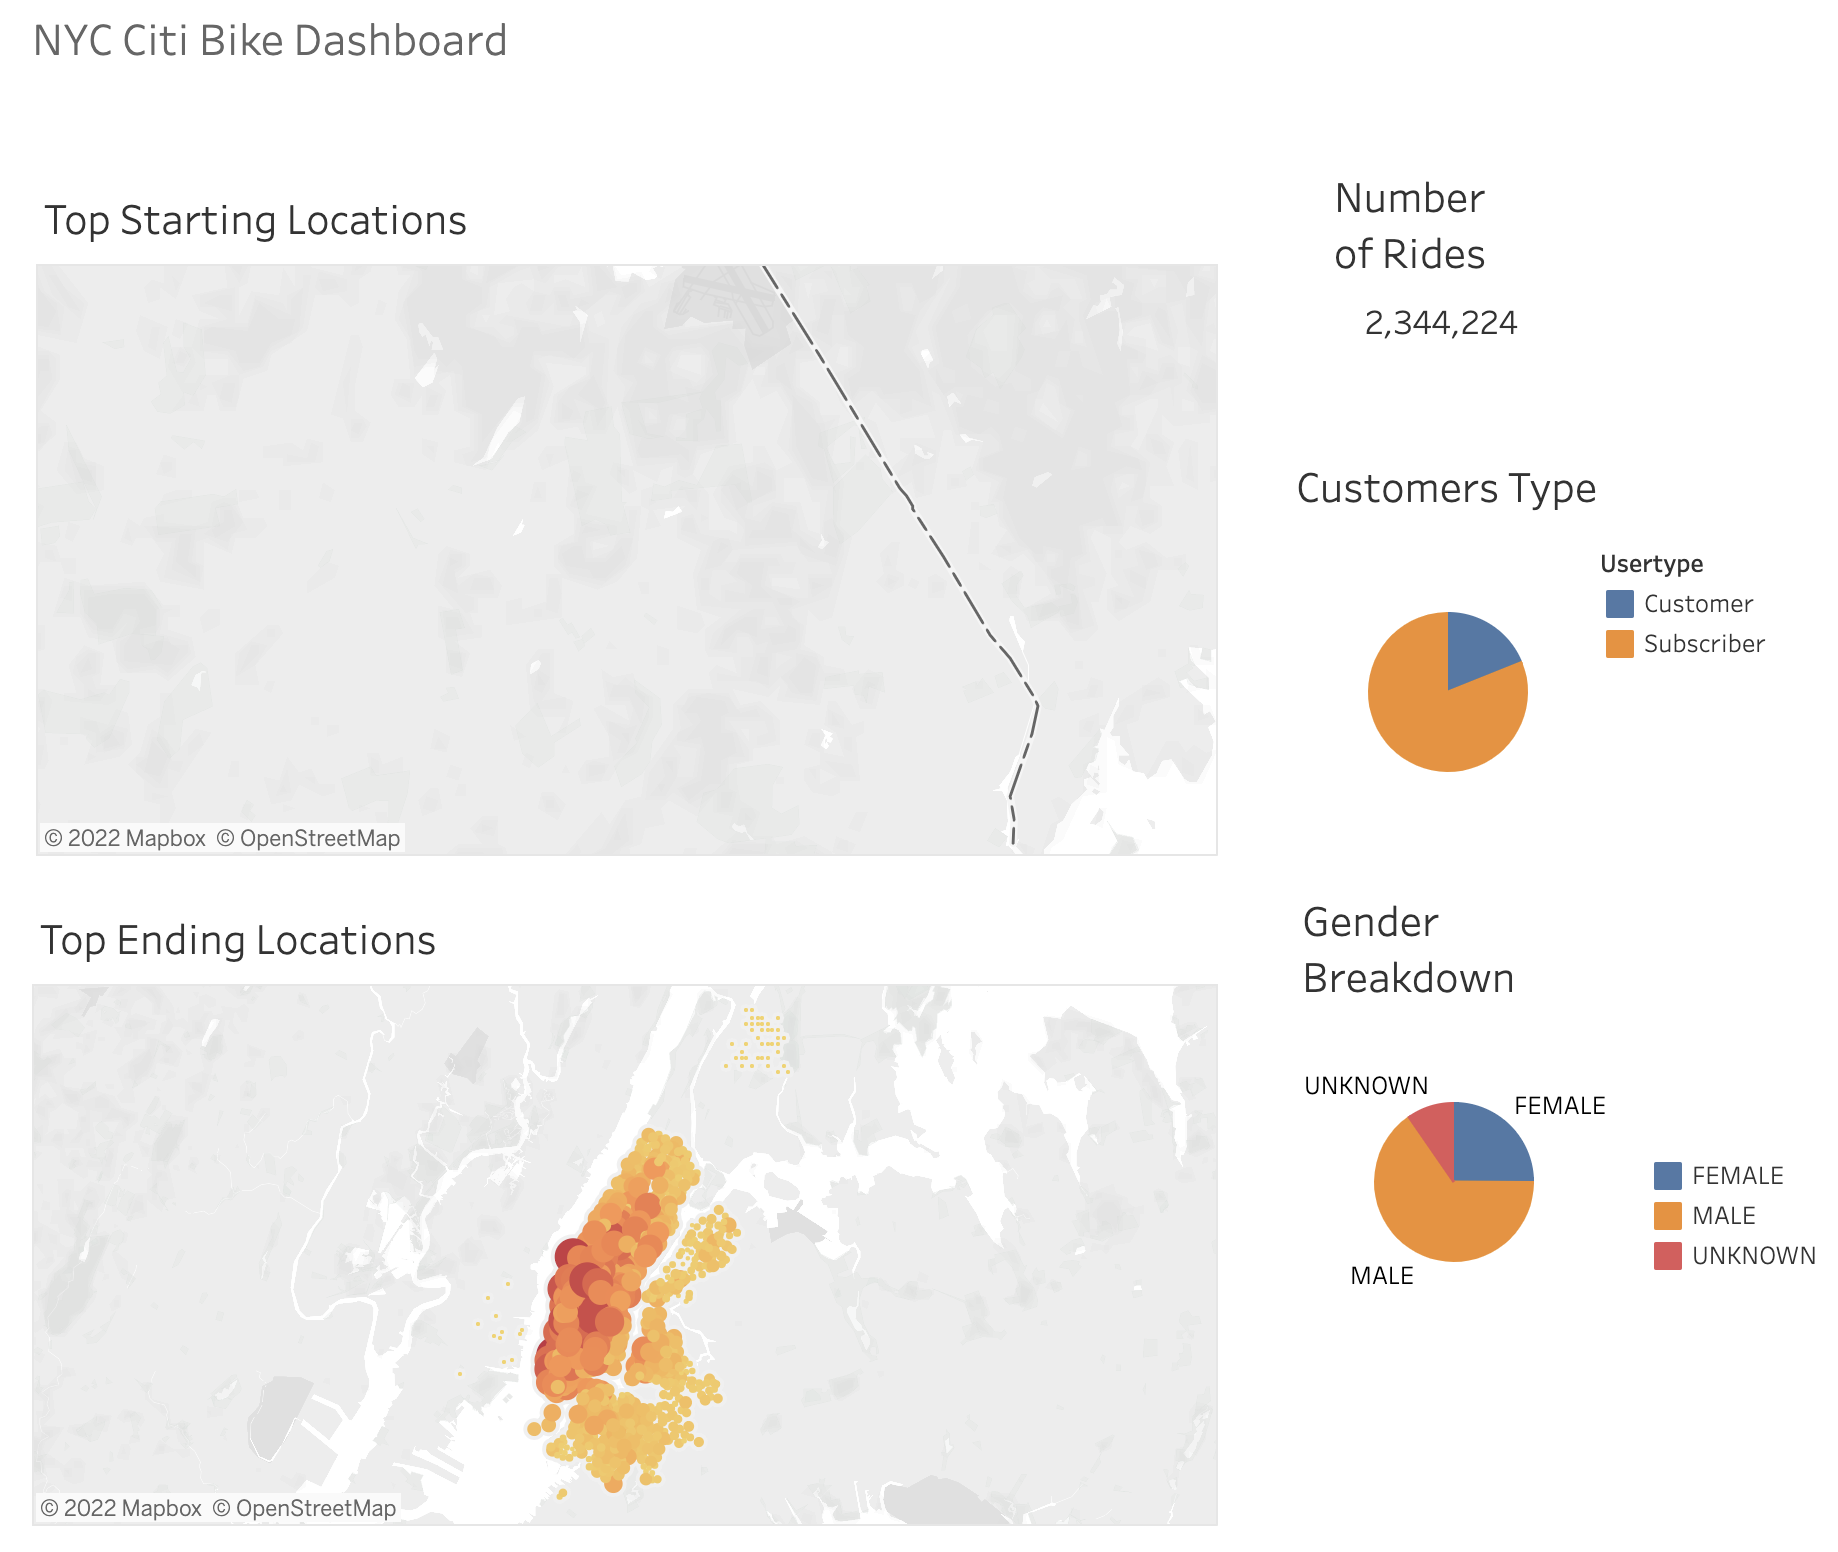 NYC Citi Bike Dashboard
Top Starting Locations
© 2022 Mapbox © OpenStreetMap
Number
of Rides
2,344,224
Customers Type
Usertype
Customer
Subscriber
Top Ending Locations
© 2022 Mapbox © OpenStreetMap
Gender
Breakdown
UNKNOWN
FEMALE
MALE
FEMALE
MALE
UNKNOWN